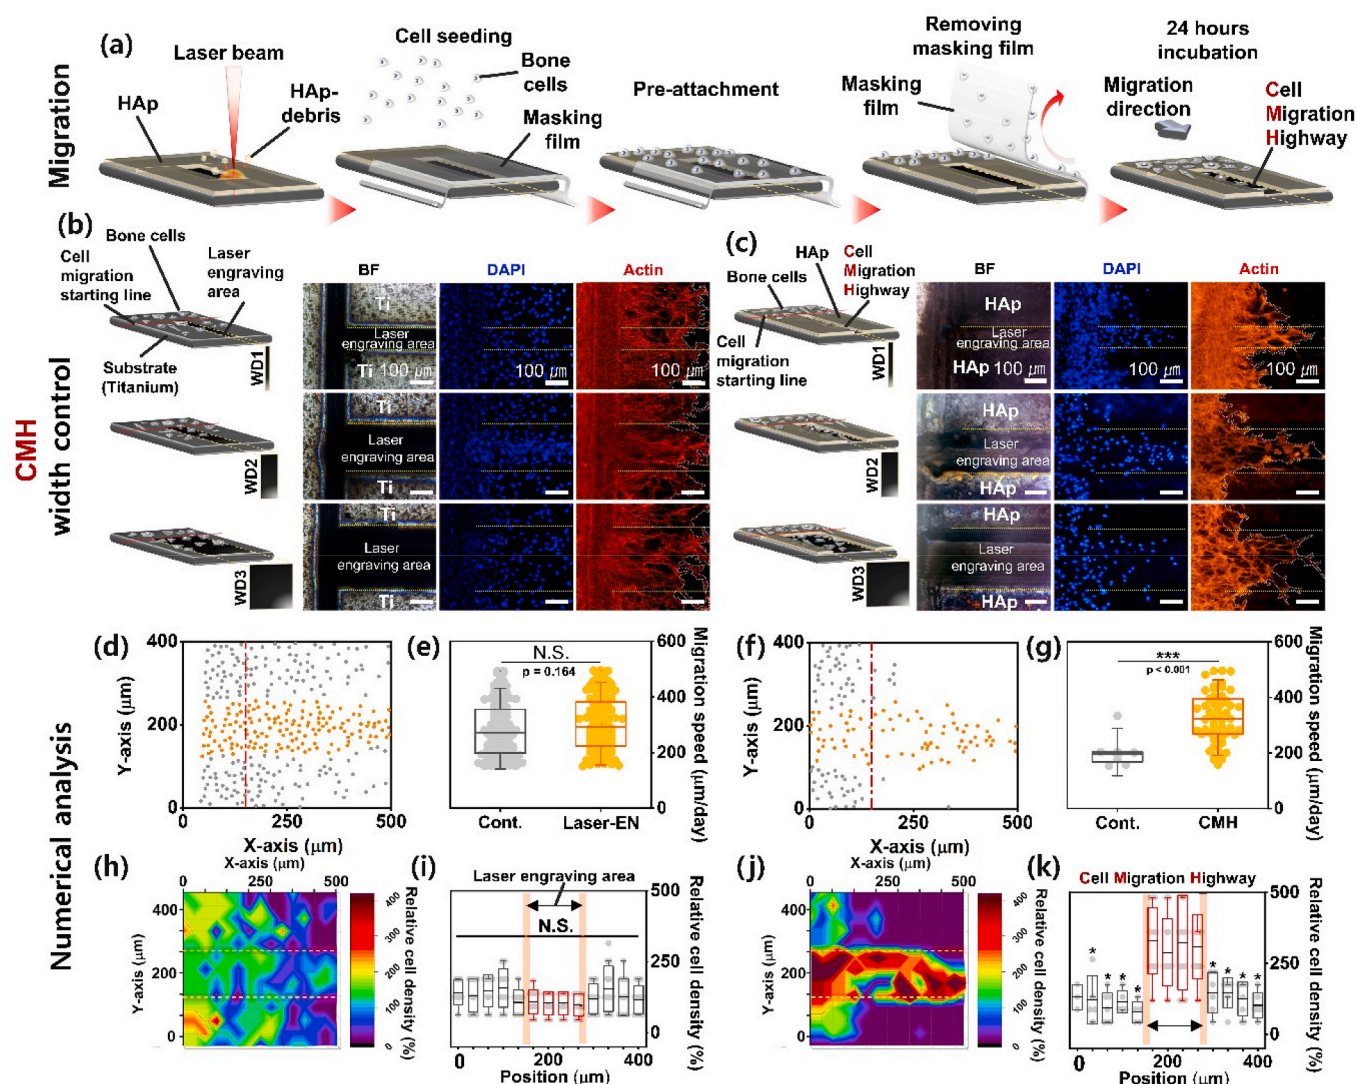 Migration
(a)
Laser beam
HAp
HAp-
debris
Cell seeding
Bone
cells
Masking
film
Pre-attachment
Removing
masking film
Masking
film
24 hours
incubation
Migration
direction
Cell
Migration
Highway
CMH
width control
(b)
Bone cells
Cell
migration
starting line
Laser
engraving
area
Substrate
(Titanium)
WD1
WD2
WD3
BF
DAPI
Actin
Ti
Laser
engraving area
Ti
100 μm
100 μm
100 μm
Ti
Laser
engraving area
Ti
Ti
Laser
engraving area
Ti
(c)
HAp
Bone cells
Cell
Migration
Highway
Cell
migration
starting line
WD1
WD2
WD3
BF
DAPI
Actin
HAp
Laser
engraving area
HAp
100 μm
100 μm
100 μm
HAp
Laser
engraving area
HAp
HAp
Laser
engraving area
HAp
Numerical analysis
(d)
400
200
0
Y-axis (μm)
0
250
500
X-axis (μm)
(e)
N.S.
p = 0.164
600
400
200
0
Migration speed (μm/day)
Cont.
Laser-EN
(f)
400
200
0
Y-axis (μm)
0
250
500
X-axis (μm)
(g)
***
p < 0.001
600
400
200
0
Migration speed (μm/day)
Cont.
CMH
(h)
X-axis (μm)
0
250
500
400
200
0
Y-axis (μm)
400
300
200
100
0
Relative cell density (%)
(i)
Laser engraving area
N.S.
500
250
0
Relative cell density (%)
0
200
400
Position (μm)
(j)
X-axis (μm)
0
250
500
400
200
0
Y-axis (μm)
400
300
200
100
0
Relative cell density (%)
(k)
Cell Migration Highway
* * * * * * * *
500
250
0
Relative cell density (%)
0
200
400
Position (μm)